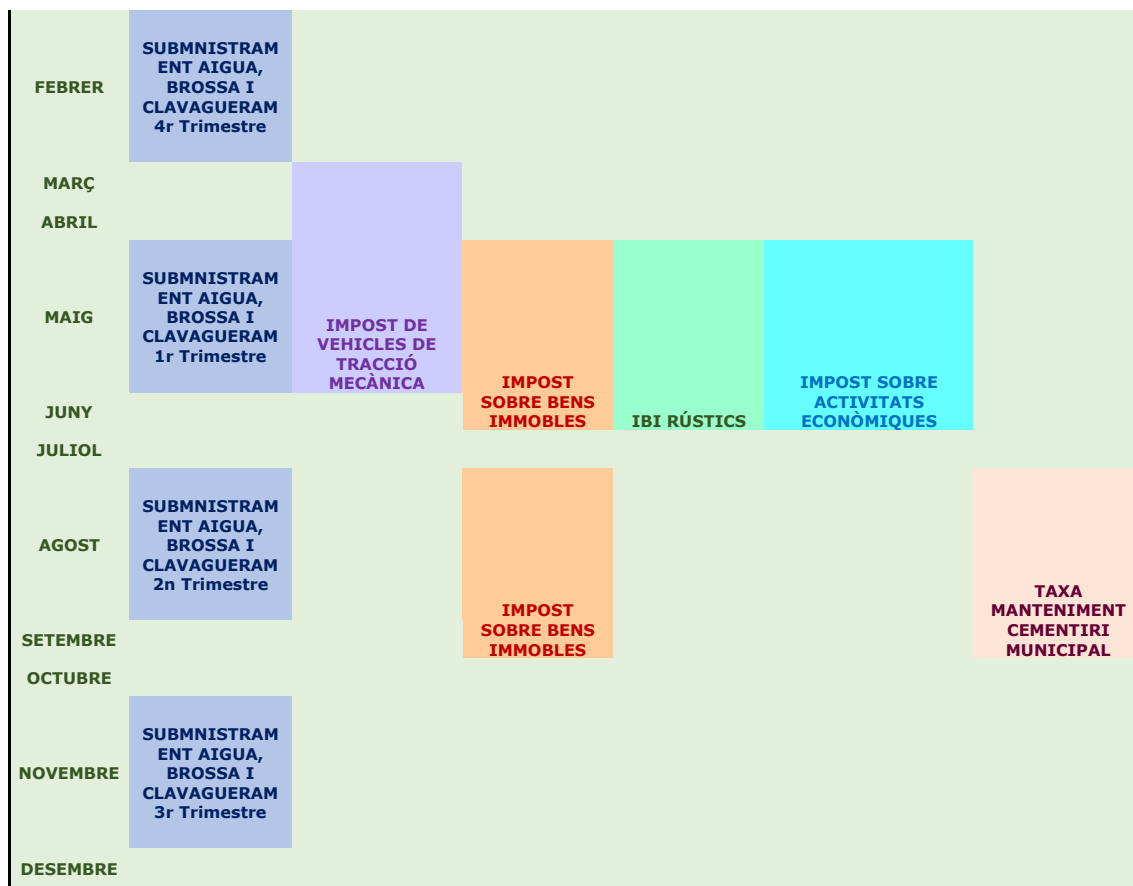 FEBRER
SUBMNISTRAM
ENT AIGUA,
BROSSA I
CLAVAGUERAM
4r Trimestre
MARÇ
ABRIL
MAIG
SUBMNISTRAM
ENT AIGUA,
BROSSA I
CLAVAGUERAM
1r Trimestre
IMPOST DE
VEHICLES DE
TRACCIÓ
MECÀNICA
JUNY
IMPOST
SOBRE BENS
IMMOBLES
IBI RÚSTICS
IMPOST SOBRE
ACTIVITATS
ECONÒMIQUES
JULIOL
AGOST
SUBMNISTRAM
ENT AIGUA,
BROSSA I
CLAVAGUERAM
2n Trimestre
SETEMBRE
IMPOST
SOBRE BENS
IMMOBLES
TAXA
MANTENIMENT
CEMENTIRI
MUNICIPAL
OCTUBRE
NOVEMBRE
SUBMNISTRAM
ENT AIGUA,
BROSSA I
CLAVAGUERAM
3r Trimestre
DESEMBRE